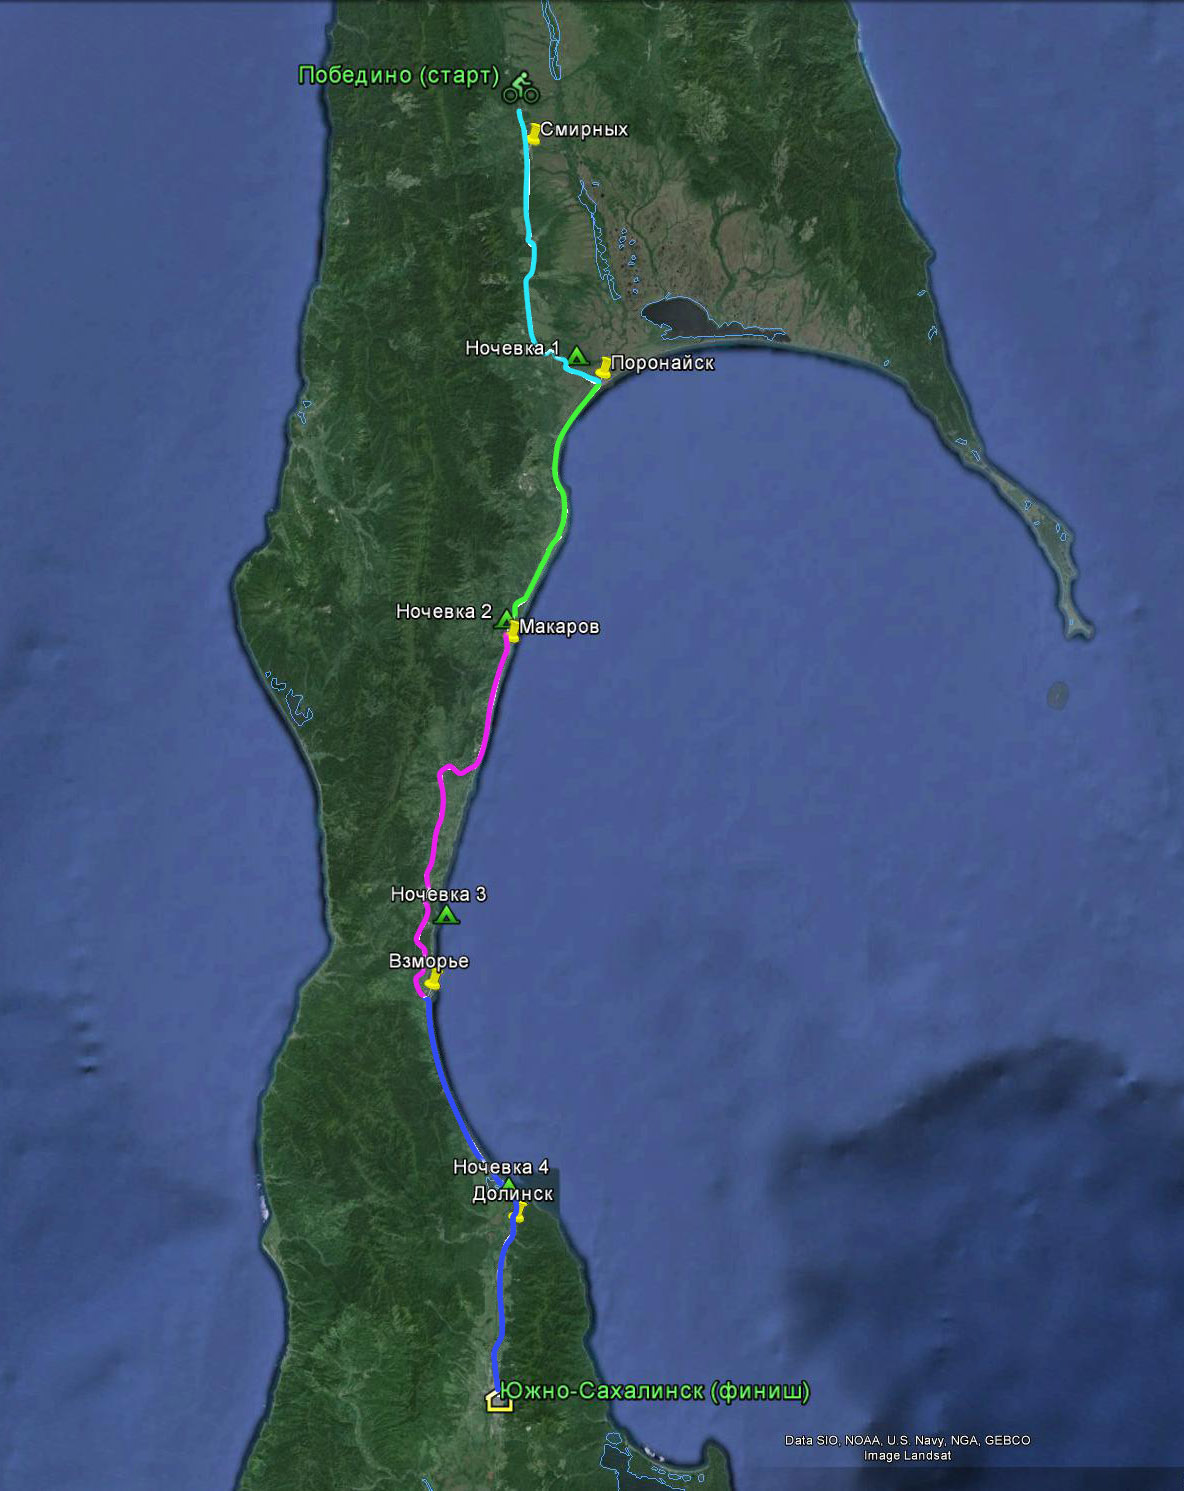 Победино (старт)
Смирных
Ночевка 1
Поронайск
Ночевка 2
Макаров
Ночевка 3
Взморье
Ночевка 4
Долинск
Южно-Сахалинск (финиш)
Data SIO, NOAA, U.S. Navy, NGA, GEBCO
Image Landsat